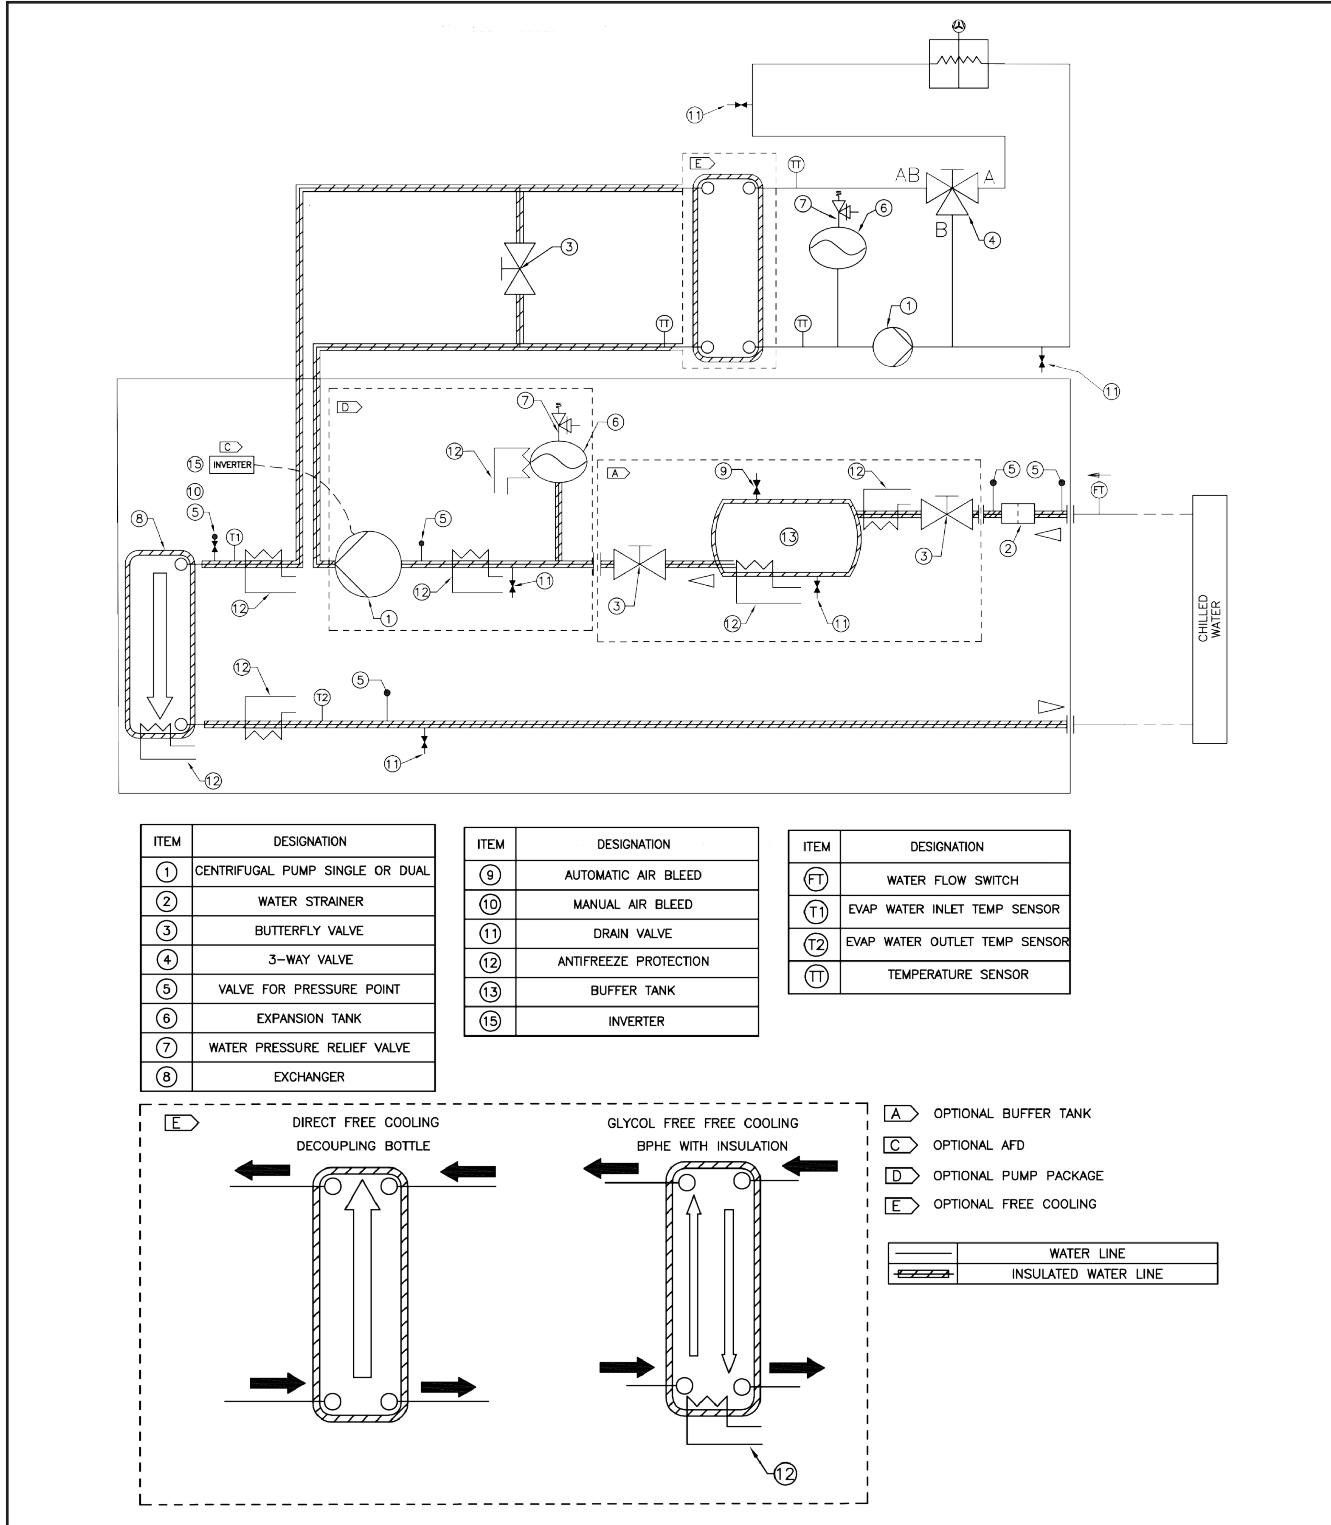 11
E
TT
AB
A
7
6
3
B
4
1
TT
TT
11
D
7
6
C
12
A
15
INVERTER
9
12
5
5
FT
10
5
8
T1
5
13
11
3
2
12
12
1
3
12
11
CHILLED
WATER
12
T2
5
11
12
ITEM DESIGNATION
1 CENTRIFUGAL PUMP SINGLE OR DUAL
2 WATER STRAINER
3 BUTTERFLY VALVE
4 3-WAY VALVE
5 VALVE FOR PRESSURE POINT
6 EXPANSION TANK
7 WATER PRESSURE RELIEF VALVE
8 EXCHANGER
ITEM DESIGNATION
9 AUTOMATIC AIR BLEED
10 MANUAL AIR BLEED
11 DRAIN VALVE
12 ANTIFREEZE PROTECTION
13 BUFFER TANK
15 INVERTER
ITEM DESIGNATION
FT WATER FLOW SWITCH
T1 EVAP WATER INLET TEMP SENSOR
T2 EVAP WATER OUTLET TEMP SENSOR
TT TEMPERATURE SENSOR
E
DIRECT FREE COOLING
DECOUPLING BOTTLE
GLYCOL FREE FREE COOLING
BPHE WITH INSULATION
12
A OPTIONAL BUFFER TANK
C OPTIONAL AFD
D OPTIONAL PUMP PACKAGE
E OPTIONAL FREE COOLING
WATER LINE
INSULATED WATER LINE